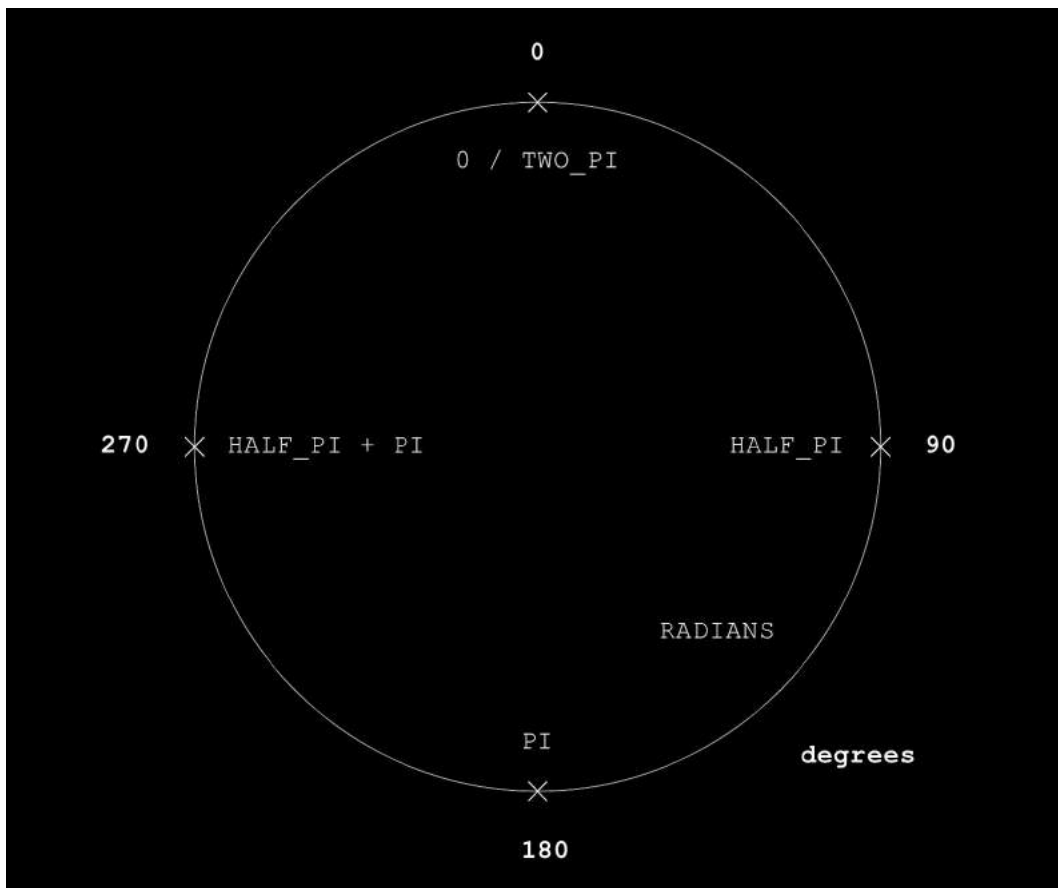 0
0 / TWO_PI
270
HALF_PI + PI
HALF_PI
90
RADIANS
PI
degrees
180